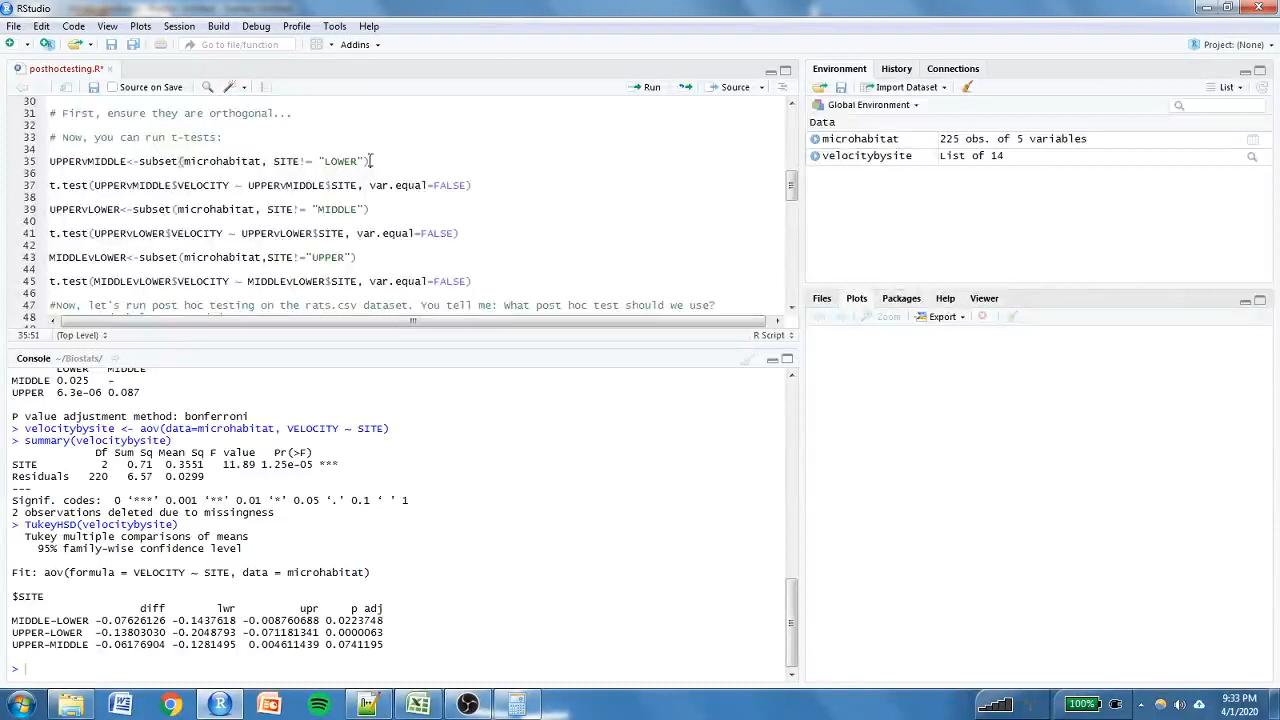 RStudio
File Edit Code View Plots Session Build Debug Profile Tools Help
Go to file/function Addins Project: (None)
posthoctesting.R* Environment History Connections
Source on Save Run Source Import Dataset List
Global Environment
Data
microhabitat 225 obs. of 5 variables
velocitybysite List of 14
30
31 # First, ensure they are orthogonal...
32
33 # Now, you can run t-tests:
34
35 UPPERvMIDDLE<-subset(microhabitat, SITE!= "LOWER")
36
37 t.test(UPPERvMIDDLE$VELOCITY ~ UPPERvMIDDLE$SITE, var.equal=FALSE)
38
39 UPPERvLOWER<-subset(microhabitat, SITE!= "MIDDLE")
40
41 t.test(UPPERvLOWER$VELOCITY ~ UPPERvLOWER$SITE, var.equal=FALSE)
42
43 MIDDLEvLOWER<-subset(microhabitat,SITE!="UPPER")
44
45 t.test(MIDDLEvLOWER$VELOCITY ~ MIDDLEvLOWER$SITE, var.equal=FALSE)
46
47 #Now, let's run post hoc testing on the rats.csv dataset. You tell me: What post hoc test should we use?
48
35:51 (Top Level) R Script
Files Plots Packages Help Viewer
Zoom Export
Console ~/Biostats/
LOWER MIDDLE
MIDDLE 0.025 -
UPPER 6.3e-06 0.087
P value adjustment method: bonferroni
> velocitybysite <- aov(data=microhabitat, VELOCITY ~ SITE)
> summary(velocitybysite)
Df Sum Sq Mean Sq F value Pr(>F)
SITE 2 0.71 0.3551 11.89 1.25e-05 ***
Residuals 220 6.57 0.0299
---
Signif. codes: 0 ‘***’ 0.001 ‘**’ 0.01 ‘*’ 0.05 ‘.’ 0.1 ‘ ’ 1
2 observations deleted due to missingness
> TukeyHSD(velocitybysite)
Tukey multiple comparisons of means
95% family-wise confidence level
Fit: aov(formula = VELOCITY ~ SITE, data = microhabitat)
$SITE
diff lwr upr p adj
MIDDLE-LOWER -0.07626126 -0.1437618 -0.008760688 0.0223748
UPPER-LOWER -0.13803030 -0.2048793 -0.071181341 0.0000063
UPPER-MIDDLE -0.06176904 -0.1281495 0.004611439 0.0741195
>
100% 9:33 PM
4/1/2020